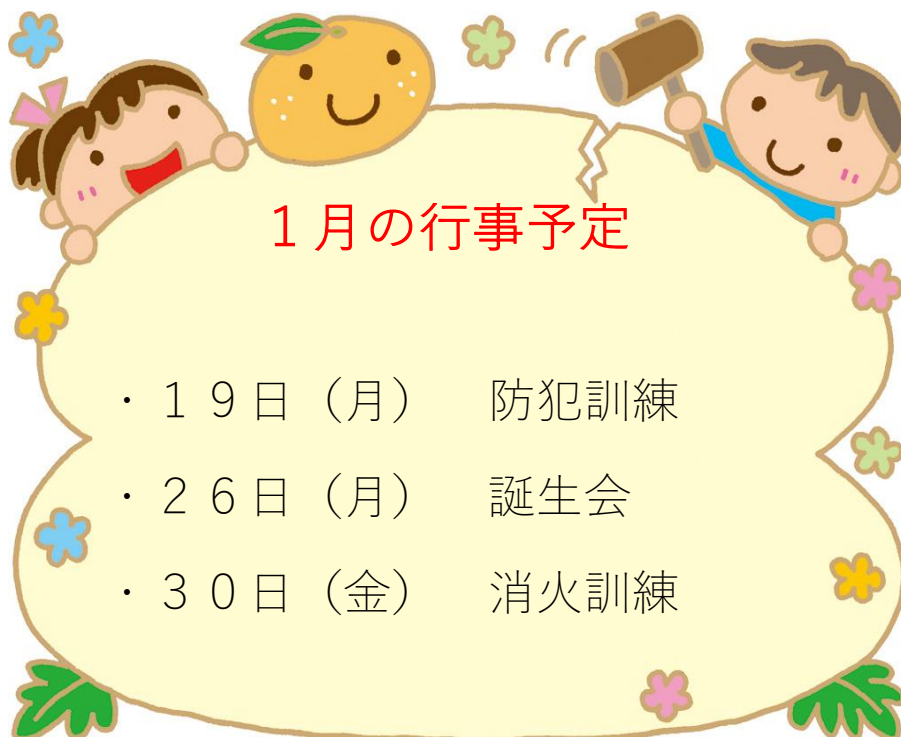 １月の行事予定
・１９日（月）　防犯訓練
・２６日（月）　誕生会
・３０日（金）　消火訓練